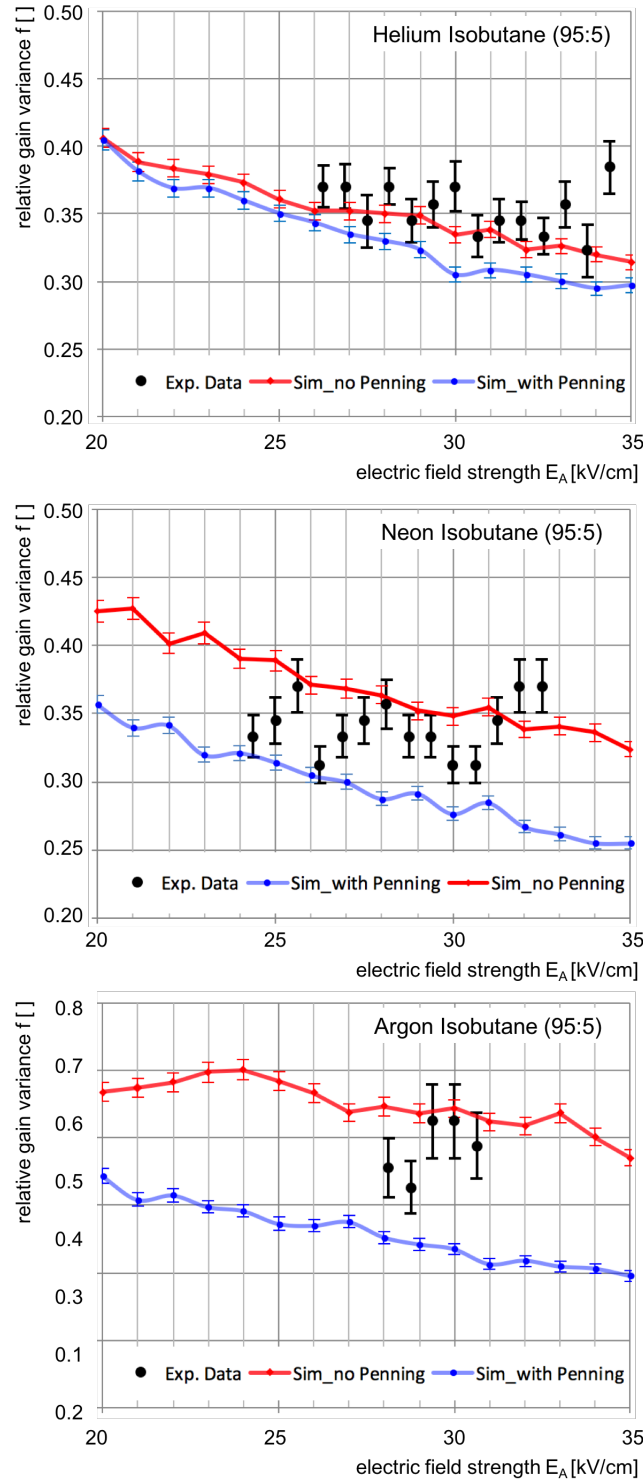 relative gain variance f [ ]
0.50
Helium Isobutane (95:5)
0.45
0.40
0.35
0.30
0.25
Exp. Data Sim_no Penning Sim_with Penning
0.20
20 25 30 35
electric field strength E_A [kV/cm]
relative gain variance f [ ]
0.50
Neon Isobutane (95:5)
0.45
0.40
0.35
0.30
0.25
Exp. Data Sim_with Penning Sim_no Penning
0.20
20 25 30 35
electric field strength E_A [kV/cm]
relative gain variance f [ ]
0.8
Argon Isobutane (95:5)
0.7
0.6
0.5
0.4
0.3
0.1
Exp. Data Sim_no Penning Sim_with Penning
0.2
20 25 30 35
electric field strength E_A [kV/cm]